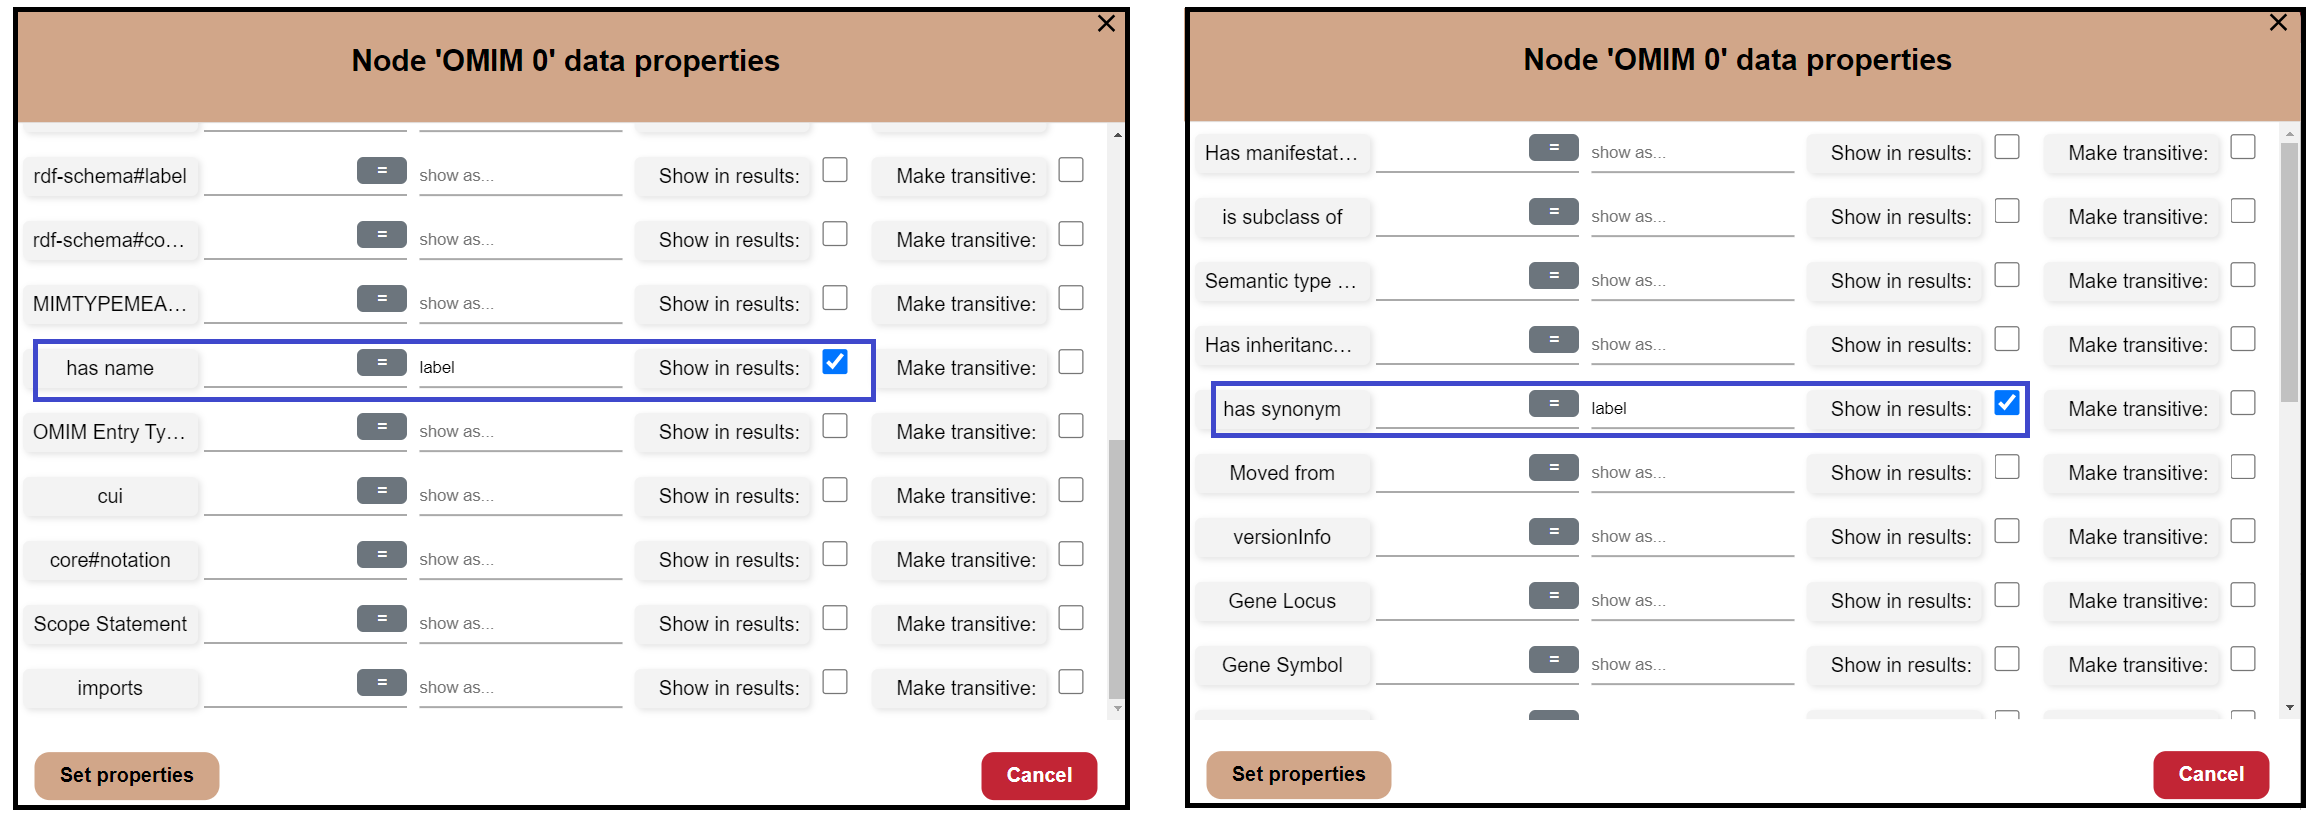 Node 'OMIM 0' data properties
rdf-schema#label = show as... Show in results: Make transitive:
rdf-schema#co... = show as... Show in results: Make transitive:
MIMTYPEMEA... = show as... Show in results: Make transitive:
has name = label Show in results: Make transitive:
OMIM Entry Ty... = show as... Show in results: Make transitive:
cui = show as... Show in results: Make transitive:
core#notation = show as... Show in results: Make transitive:
Scope Statement = show as... Show in results: Make transitive:
imports = show as... Show in results: Make transitive:
Set properties Cancel
Node 'OMIM 0' data properties
Has manifestat... = show as... Show in results: Make transitive:
is subclass of = show as... Show in results: Make transitive:
Semantic type ... = show as... Show in results: Make transitive:
Has inheritanc... = show as... Show in results: Make transitive:
has synonym = label Show in results: Make transitive:
Moved from = show as... Show in results: Make transitive:
versionInfo = show as... Show in results: Make transitive:
Gene Locus = show as... Show in results: Make transitive:
Gene Symbol = show as... Show in results: Make transitive:
Set properties Cancel